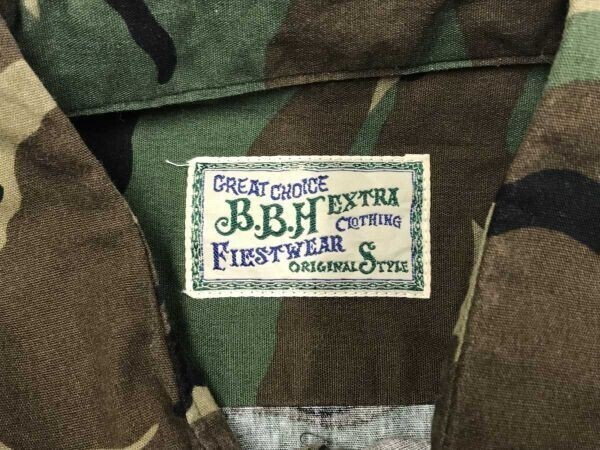 GREAT CHOICE
B.B.H EXTRA
CLOTHING
FIESTWEAR
ORIGINAL STYLE